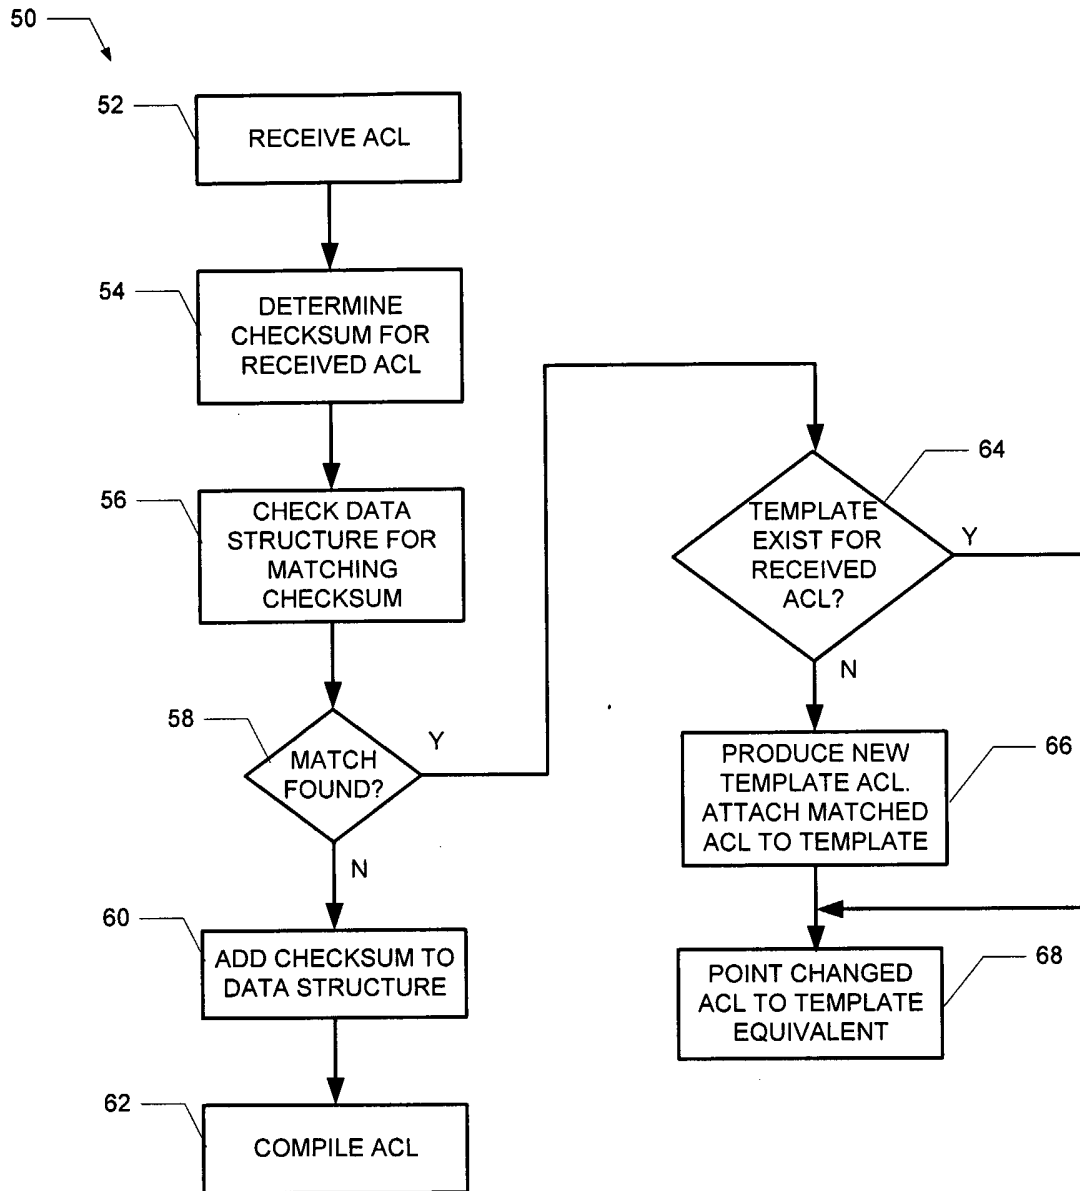 50
52
RECEIVE ACL
54
DETERMINE
CHECKSUM FOR
RECEIVED ACL
56
CHECK DATA
STRUCTURE FOR
MATCHING
CHECKSUM
58
MATCH
FOUND?
Y
N
60
ADD CHECKSUM TO
DATA STRUCTURE
62
COMPILE ACL
64
TEMPLATE
EXIST FOR
RECEIVED
ACL?
Y
N
66
PRODUCE NEW
TEMPLATE ACL.
ATTACH MATCHED
ACL TO TEMPLATE
68
POINT CHANGED
ACL TO TEMPLATE
EQUIVALENT